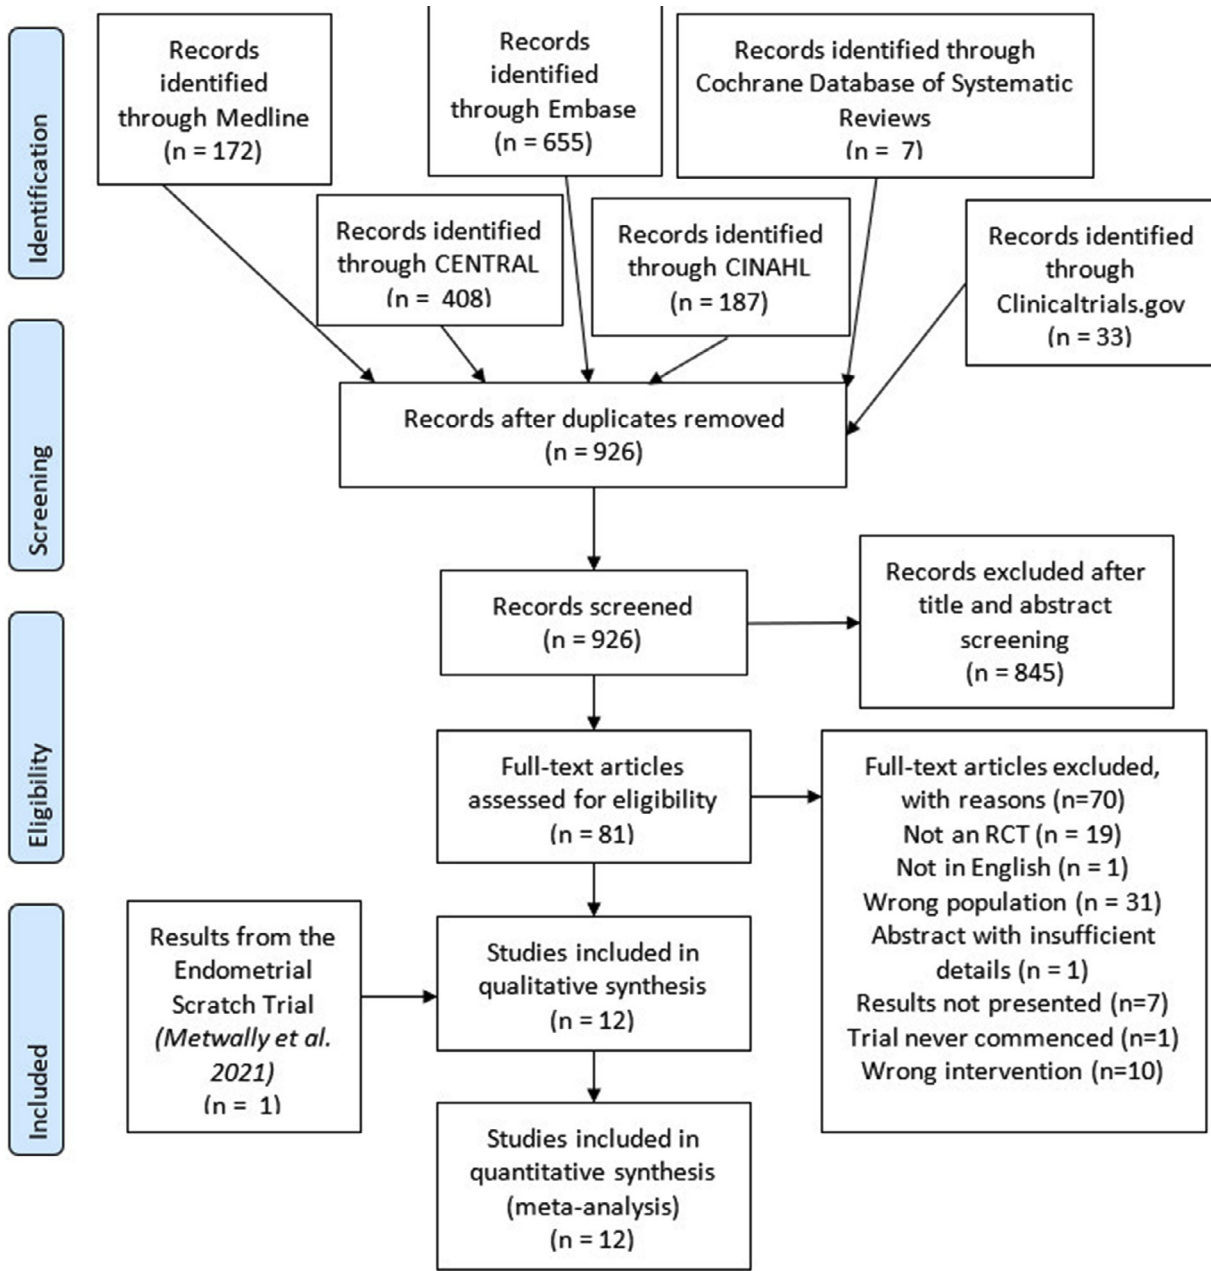 Identification
Records
identified
through Medline
(n = 172)
Records
identified
through Embase
(n = 655)
Records identified through
Cochrane Database of Systematic
Reviews
(n = 7)
Records identified
through CENTRAL
(n = 408)
Records identified
through CINAHL
(n = 187)
Records identified
through
Clinicaltrials.gov
(n = 33)
Screening
Records after duplicates removed
(n = 926)
Records screened
(n = 926)
Records excluded after
title and abstract
screening
(n = 845)
Eligibility
Full-text articles
assessed for eligibility
(n = 81)
Full-text articles excluded,
with reasons (n=70)
Not an RCT (n = 19)
Not in English (n = 1)
Wrong population (n = 31)
Abstract with insufficient
details (n = 1)
Results not presented (n=7)
Trial never commenced (n=1)
Wrong intervention (n=10)
Included
Results from the
Endometrial
Scratch Trial
(Metwally et al.
2021)
(n = 1)
Studies included in
qualitative synthesis
(n = 12)
Studies included in
quantitative synthesis
(meta-analysis)
(n = 12)